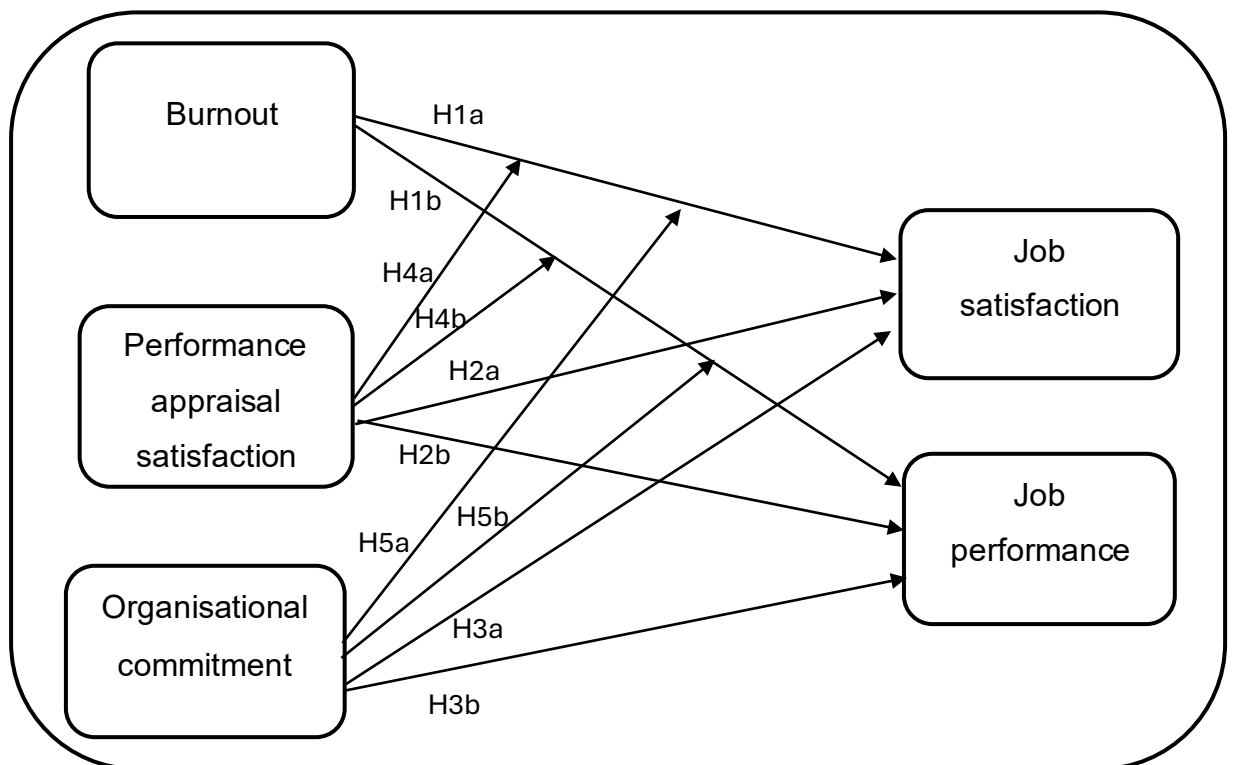 Burnout
H1a
H1b
H4a
H4b
Performance
appraisal
satisfaction
H2a
H2b
Job
satisfaction
Job
performance
H5b
H5a
Organisational
commitment
H3a
H3b